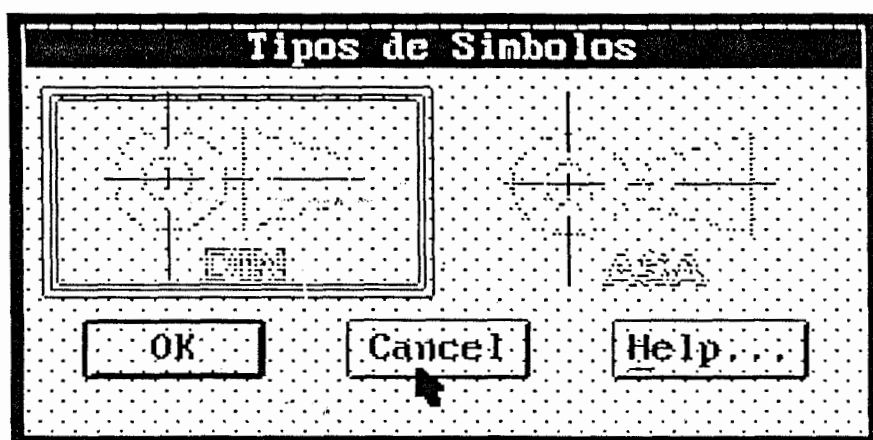 Tipos de Simbolos
DIN
ASA
OK
Cancel
Help...